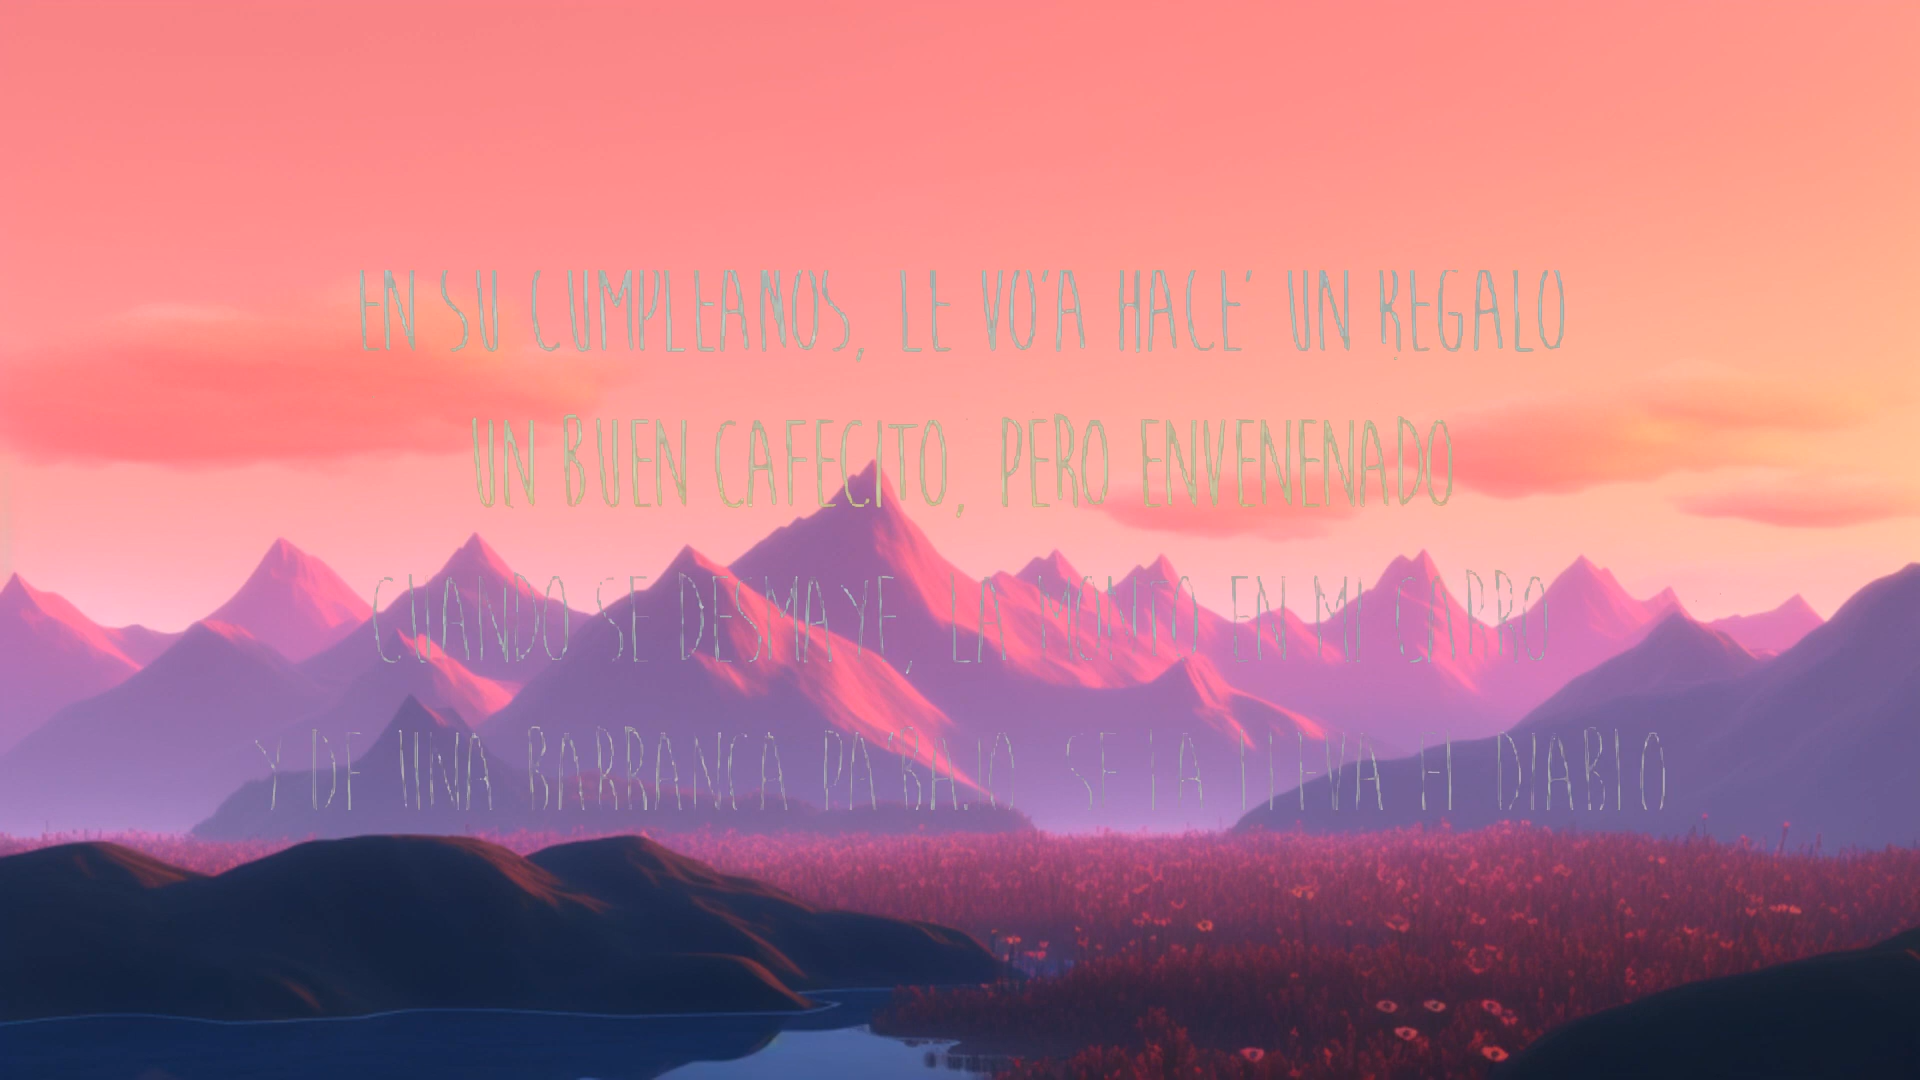 EN SU CUMPLEAÑOS, LE VO'A HACE' UN REGALO
UN BUEN CAFECITO, PERO ENVENENADO
CUANDO SE DESMAYE, LA MONTO EN MI CARRO
Y DE UNA BARRANCA PA'BAJO SE LA LLEVA EL DIABLO